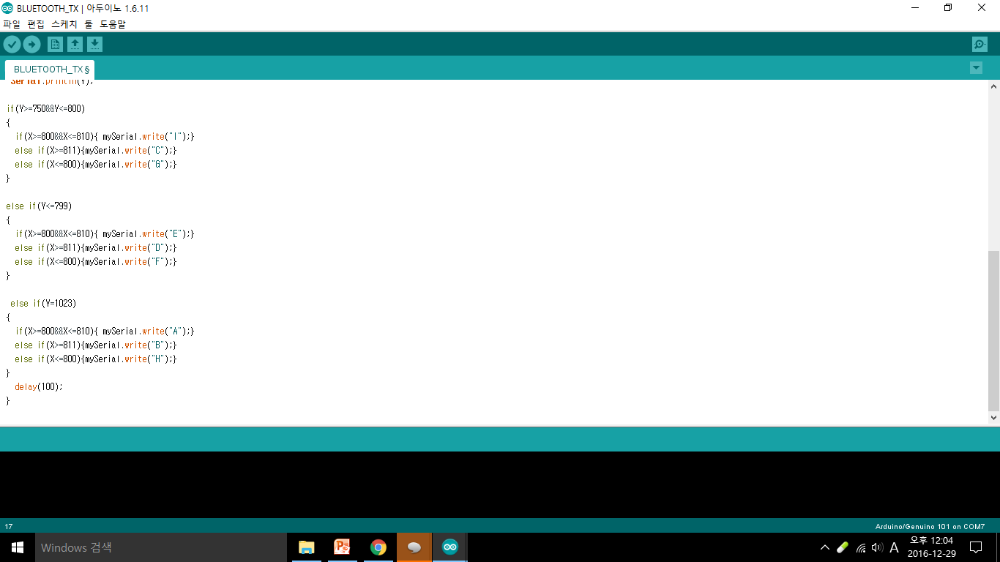 BLUETOOTH_TX | 아두이노 1.6.11
파일 편집 스케치 툴 도움말
BLUETOOTH_TX §
Serial.println(Y);
if(Y>=750&&Y<=800)
{
if(X>=800&&X<=810){ mySerial.write("I");}
else if(X>=811){mySerial.write("C");}
else if(X<=800){mySerial.write("G");}
}
else if(Y<=799)
{
if(X>=800&&X<=810){ mySerial.write("E");}
else if(X>=811){mySerial.write("D");}
else if(X<=800){mySerial.write("F");}
}
else if(Y=1023)
{
if(X>=800&&X<=810){ mySerial.write("A");}
else if(X>=811){mySerial.write("B");}
else if(X<=800){mySerial.write("H");}
}
delay(100);
}
17
Arduino/Genuino 101 on COM7
Windows 검색
A
오후 12:04
2016-12-29